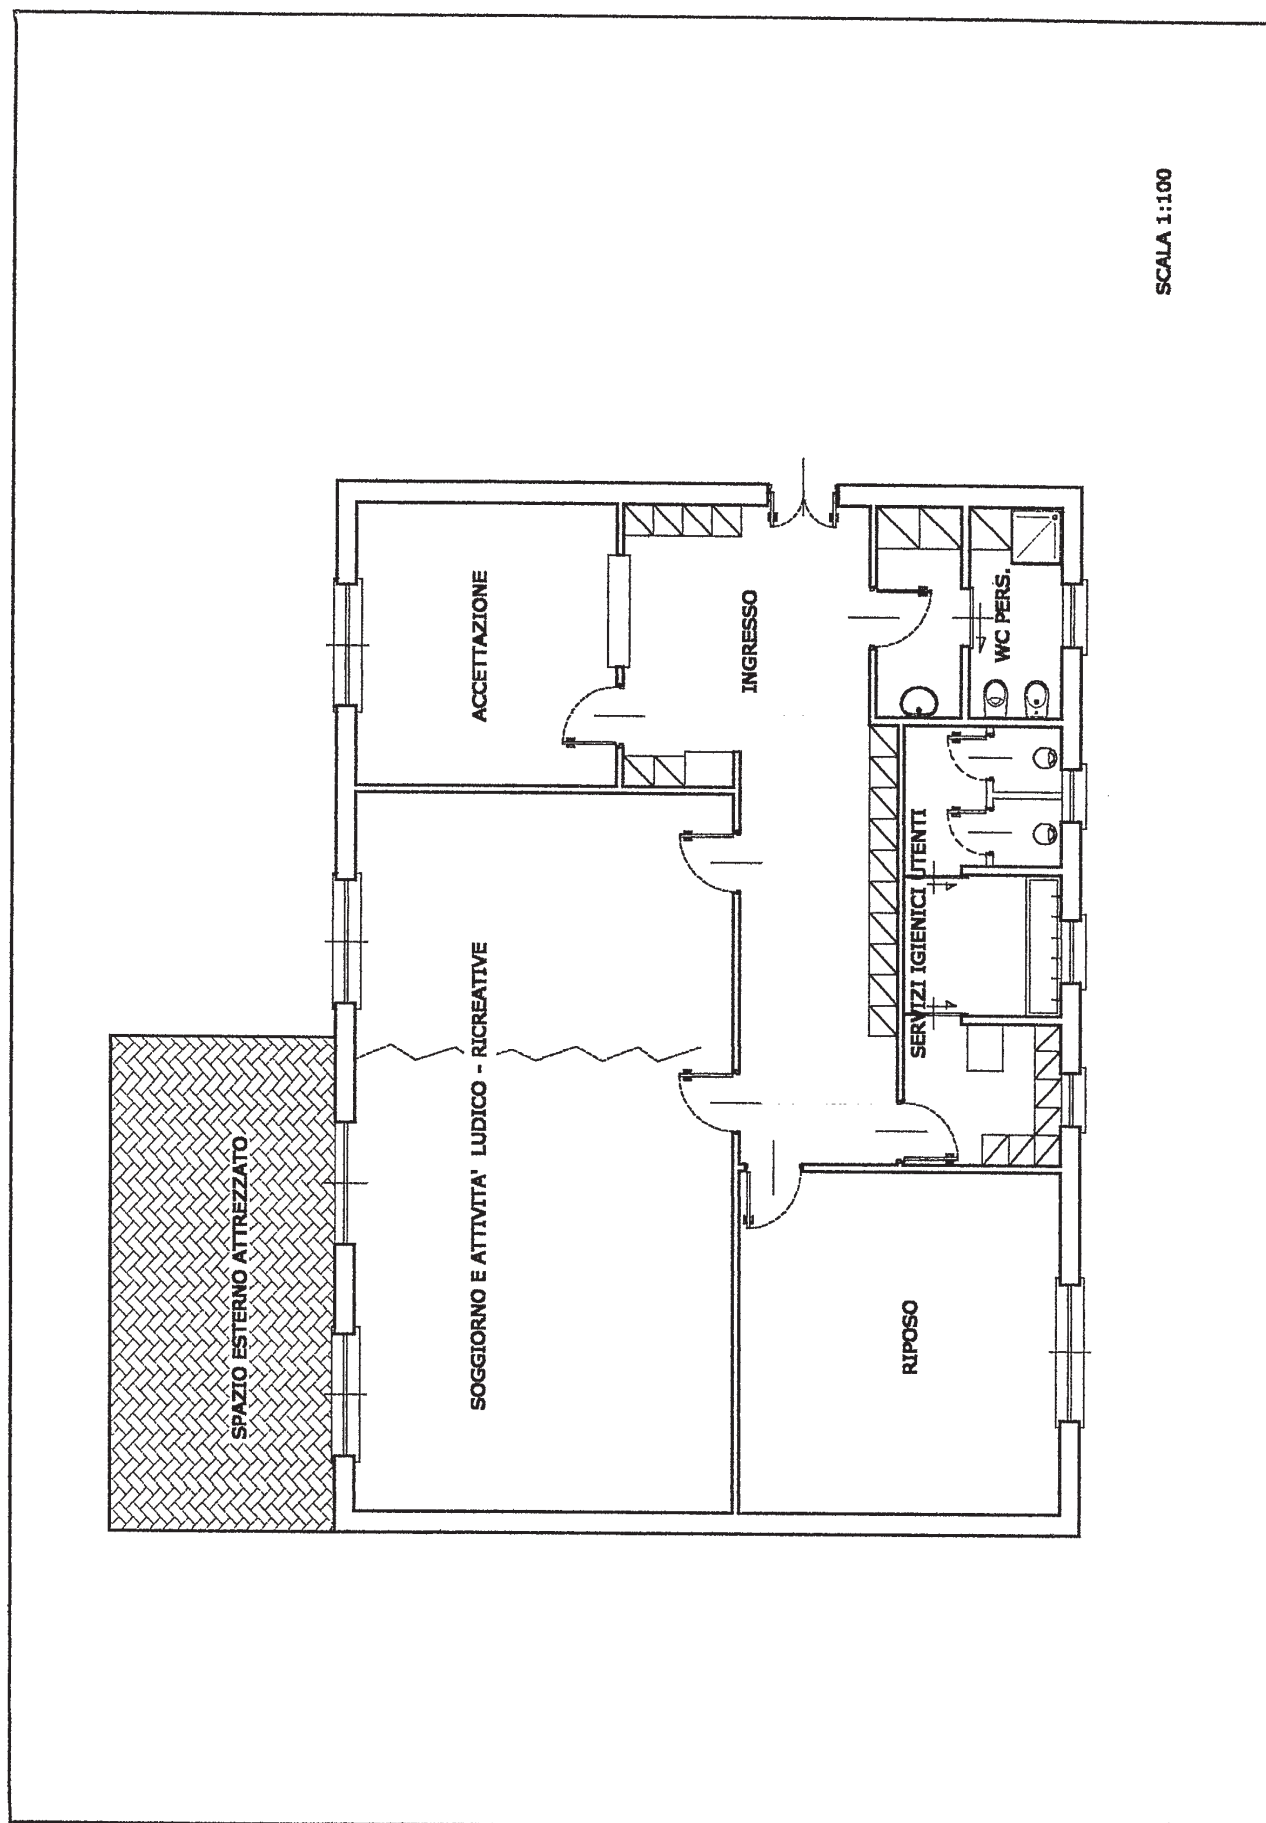 SPAZIO ESTERNO ATTREZZATO
SOGGIORNO E ATTIVITA' LUDICO - RICREATIVE
ACCETTAZIONE
INGRESSO
RIPOSO
SERVIZI IGIENICI UTENTI
WC PERS.
SCALA 1:100